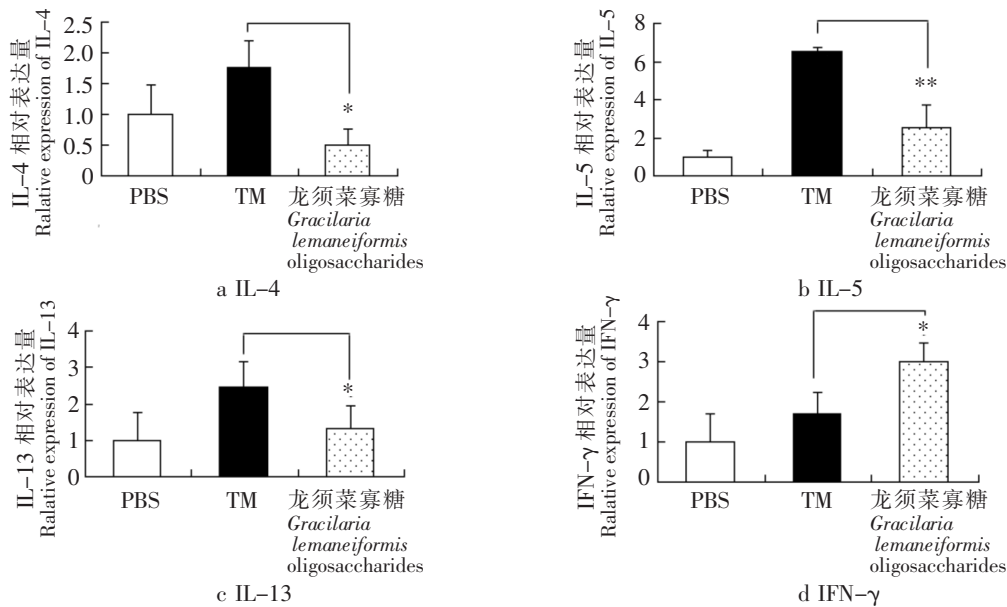 IL-4 相对表达量
Ralative expression of IL-4
2.5
2.0
1.5
1.0
0.5
0
*
PBS
TM
龙须菜寡糖
Gracilaria
lemaneiformis
oligosaccharides
a IL-4
IL-5 相对表达量
Ralative expression of IL-5
8
6
4
2
0
**
PBS
TM
龙须菜寡糖
Gracilaria
lemaneiformis
oligosaccharides
b IL-5
IL-13 相对表达量
Ralative expression of IL-13
4
3
2
1
0
*
PBS
TM
龙须菜寡糖
Gracilaria
lemaneiformis
oligosaccharides
c IL-13
IFN-γ 相对表达量
Ralative expression of IFN-γ
4
3
2
1
0
*
PBS
TM
龙须菜寡糖
Gracilaria
lemaneiformis
oligosaccharides
d IFN-γ